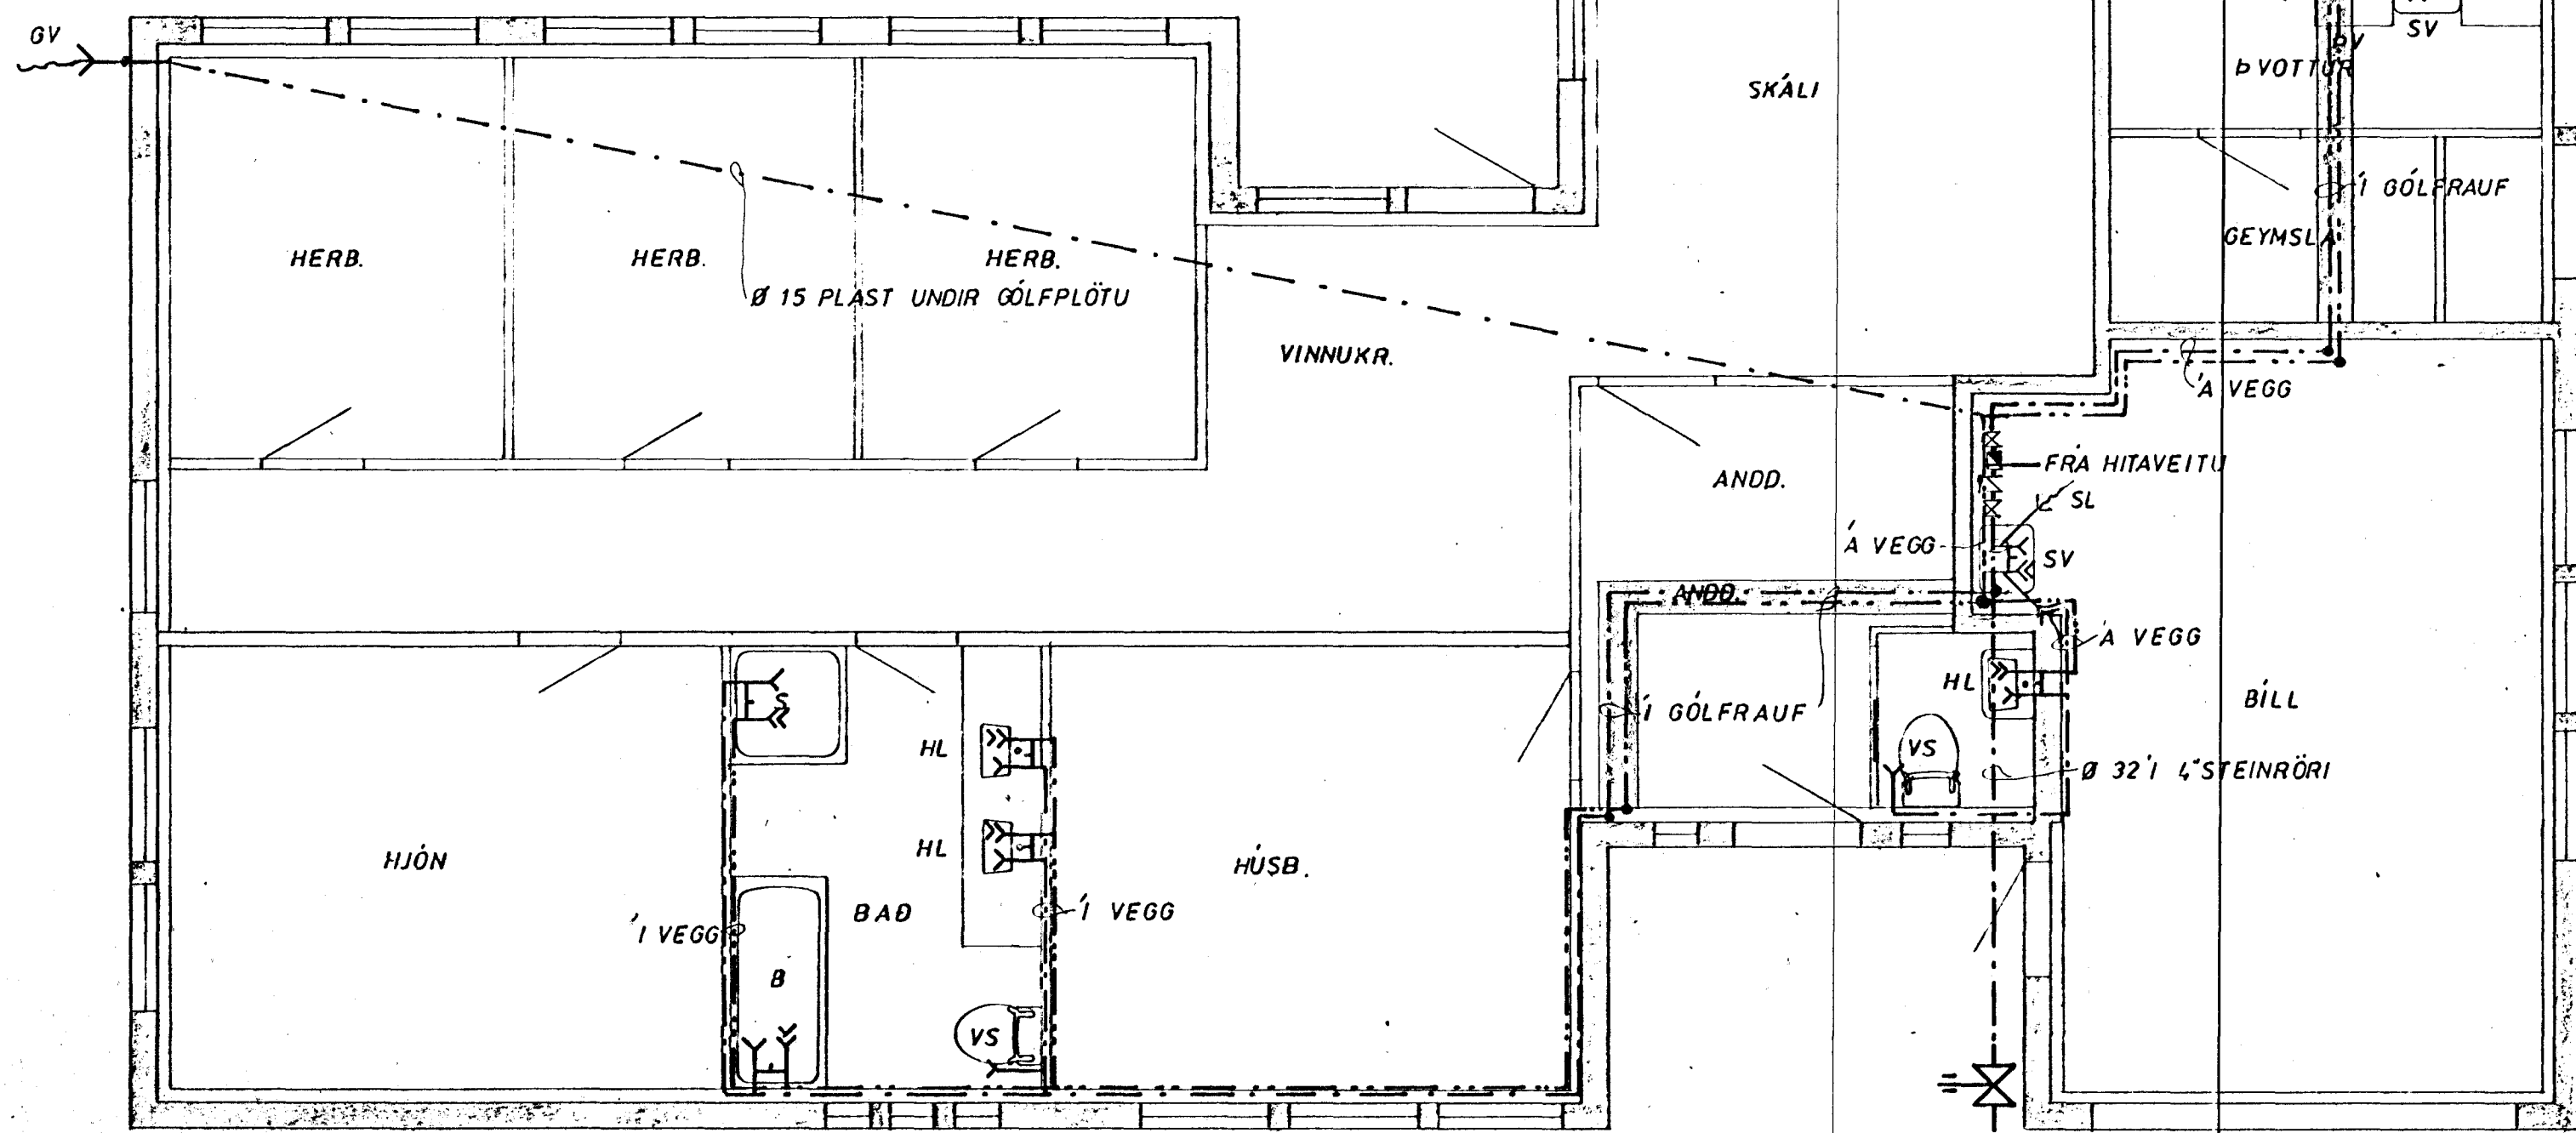 GV
SV
ÞV
ÞVOTTUR
SKÁLI
Í GÓLFRAUF
GEYMSLA
HERB.
HERB.
HERB.
Ø 15 PLAST UNDIR GÓLFPLÖTU
VINNUKR.
Á VEGG
FRÁ HITAVEITU
ANDD.
SL
Á VEGG
SV
ANDD.
Á VEGG
HL
S
BÍLL
Í GÓLFRAUF
HL
VS
Ø 32 Í 4" STEINRÖRI
HL
HJÓN
HÚSB.
BAÐ
Í VEGG
Í VEGG
B
VS